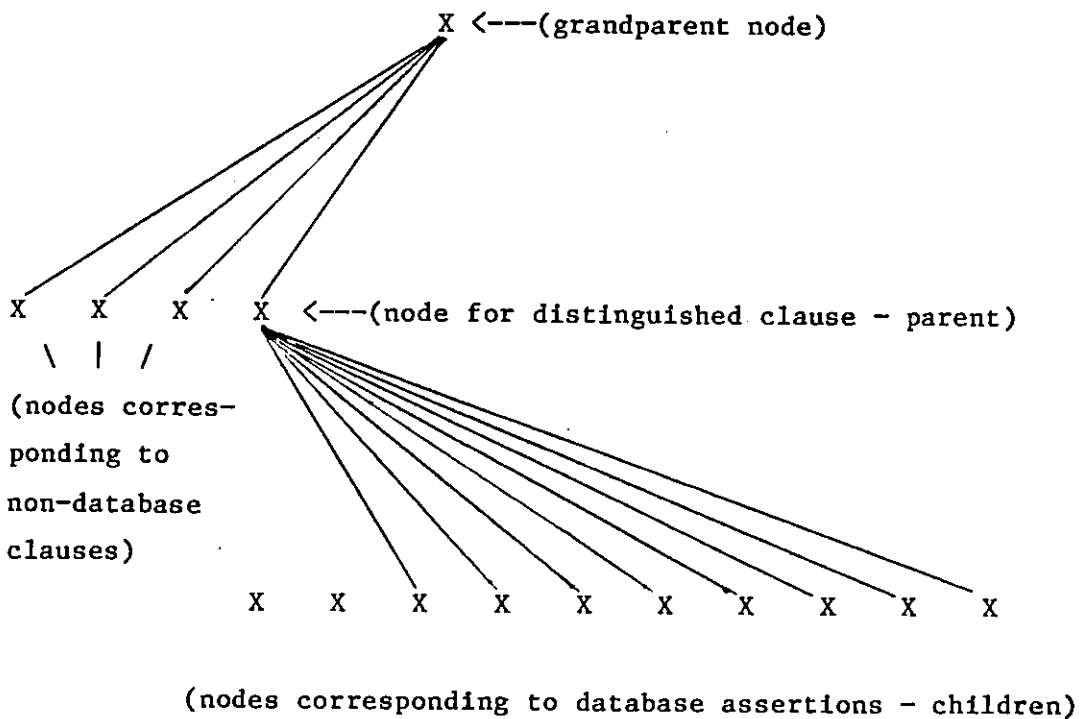 X <---(grandparent node)
X X X X <---(node for distinguished clause - parent)
\ | /
(nodes corres-
ponding to
non-database
clauses)
X X X X X X X X X X
(nodes corresponding to database assertions - children)